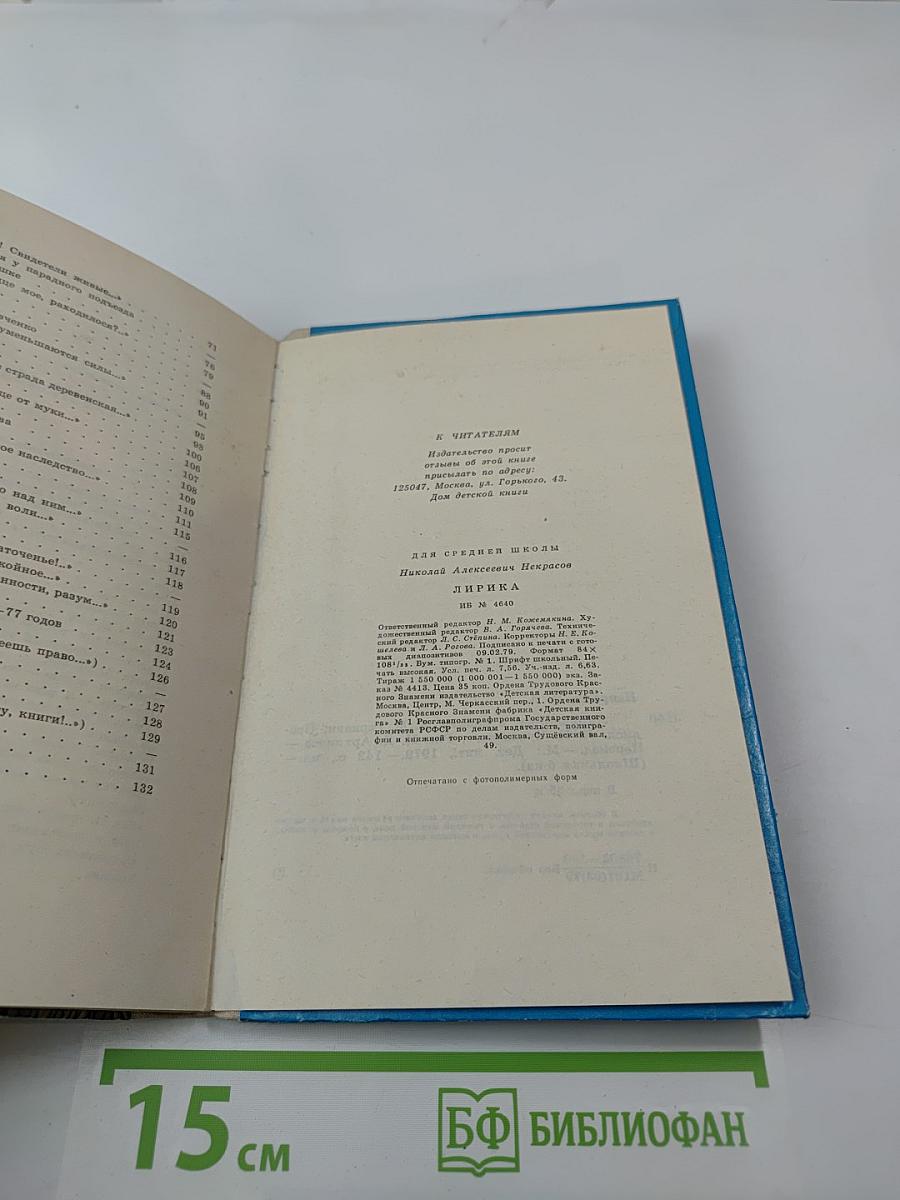 ! Свидетели живые...»
у парадного подъезда
шке
це мое, расходилося?..»
вченко
уменьшаются силы...»
страда деревенская...»
це от муки...»
ва
ое наследство...»
о над ним...»
воли...»
аточенье!..»
койное...»
нности, разум...»
-77 годов
еешь право...»)
у, книги!..»)
71
—
76
79
—
88
90
91
—
95
98
100
106
107
108
109
110
111
115
—
116
117
118
—
119
120
121
123
124
126
—
127
128
129
—
131
132
К ЧИТАТЕЛЯМ
Издательство просит
отзывы об этой книге
присылать по адресу:
125047, Москва, ул. Горького, 43.
Дом детской книги
ДЛЯ СРЕДНЕЙ ШКОЛЫ
Николай Алексеевич Некрасов
ЛИРИКА
ИБ № 4640
Ответственный редактор Н. М. Кожемякина. Ху-
дожественный редактор В. А. Горячева. Техниче-
ский редактор Л. С. Стёпина. Корректоры Н. Е. Ко-
шелева и Л. А. Рогова. Подписано к печати с гото-
вых диапозитивов 09.02.79. Формат 84×
108¹/₃₂. Бум. типогр. № 1. Шрифт школьный. Пе-
чать высокая. Усл. печ. л. 7,56. Уч.-изд. л. 6,63.
Тираж 1 550 000 (1 000 001—1 550 000) экз. За-
каз № 4413. Цена 35 коп. Ордена Трудового Крас-
ного Знамени издательство «Детская литература».
Москва, Центр, М. Черкасский пер., 1. Ордена Тру-
дового Красного Знамени фабрика «Детская кни-
га» № 1 Росглавполиграфпрома Государственного
комитета РСФСР по делам издательств, полигра-
фии и книжной торговли. Москва, Сущёвский вал,
49.
Отпечатано с фотополимерных форм
15 см
БФ БИБЛИОФАН